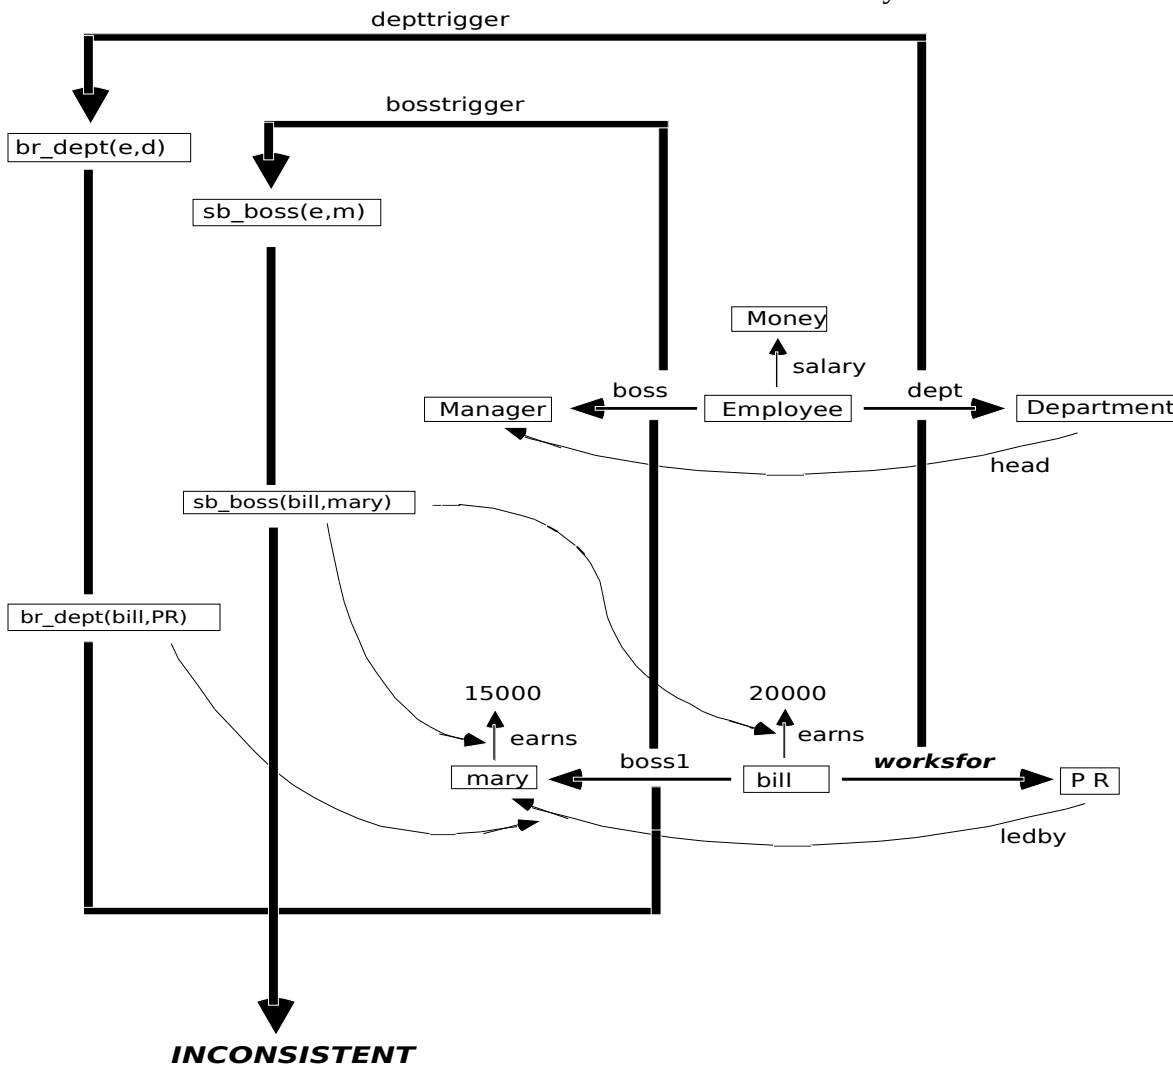 depttrigger
bosstrigger
br_dept(e,d)
sb_boss(e,m)
Money
salary
boss
dept
Manager
Employee
Department
head
sb_boss(bill,mary)
br_dept(bill,PR)
15000
20000
earns
earns
boss1
worksfor
mary
bill
P R
ledby
INCONSISTENT